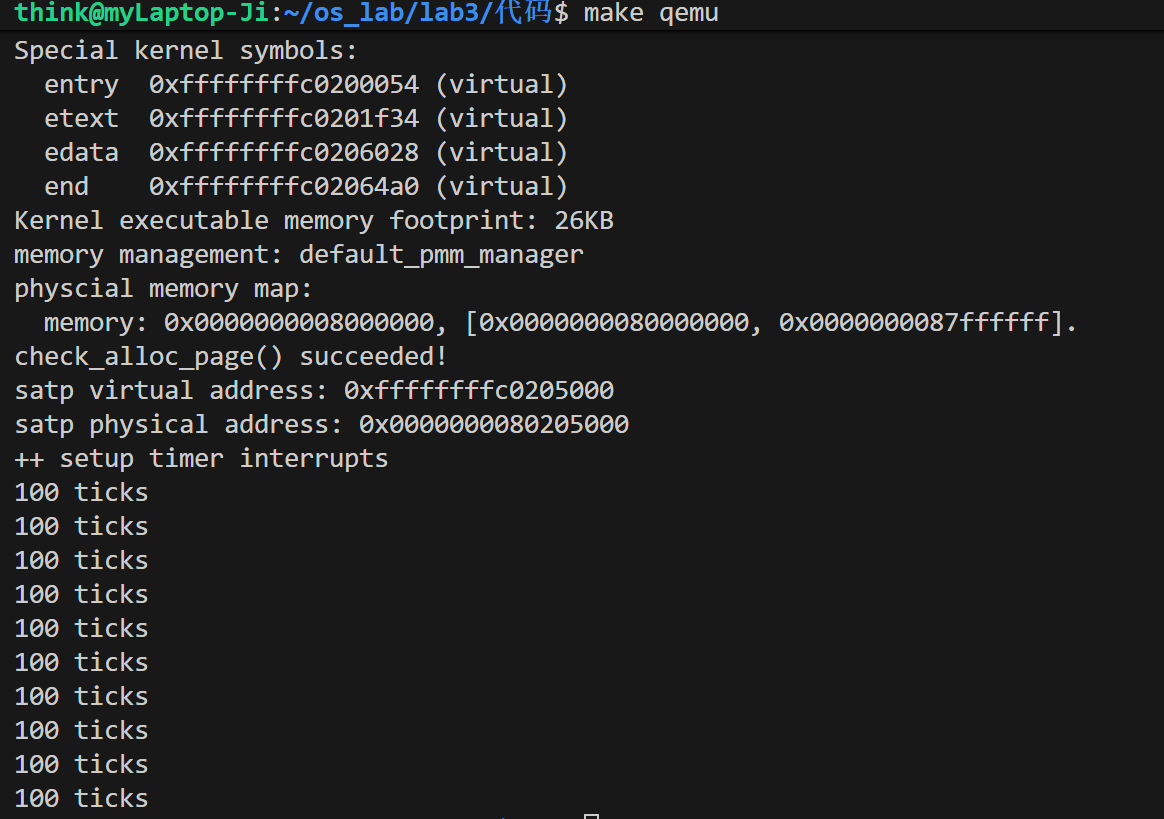 think@myLaptop-Ji:~/os_lab/lab3/代码$ make qemu
Special kernel symbols:
  entry  0xffffffffc0200054 (virtual)
  etext  0xffffffffc0201f34 (virtual)
  edata  0xffffffffc0206028 (virtual)
  end    0xffffffffc02064a0 (virtual)
Kernel executable memory footprint: 26KB
memory management: default_pmm_manager
physcial memory map:
  memory: 0x0000000008000000, [0x0000000080000000, 0x0000000087ffffff].
check_alloc_page() succeeded!
satp virtual address: 0xffffffffc0205000
satp physical address: 0x0000000080205000
++ setup timer interrupts
100 ticks
100 ticks
100 ticks
100 ticks
100 ticks
100 ticks
100 ticks
100 ticks
100 ticks
100 ticks